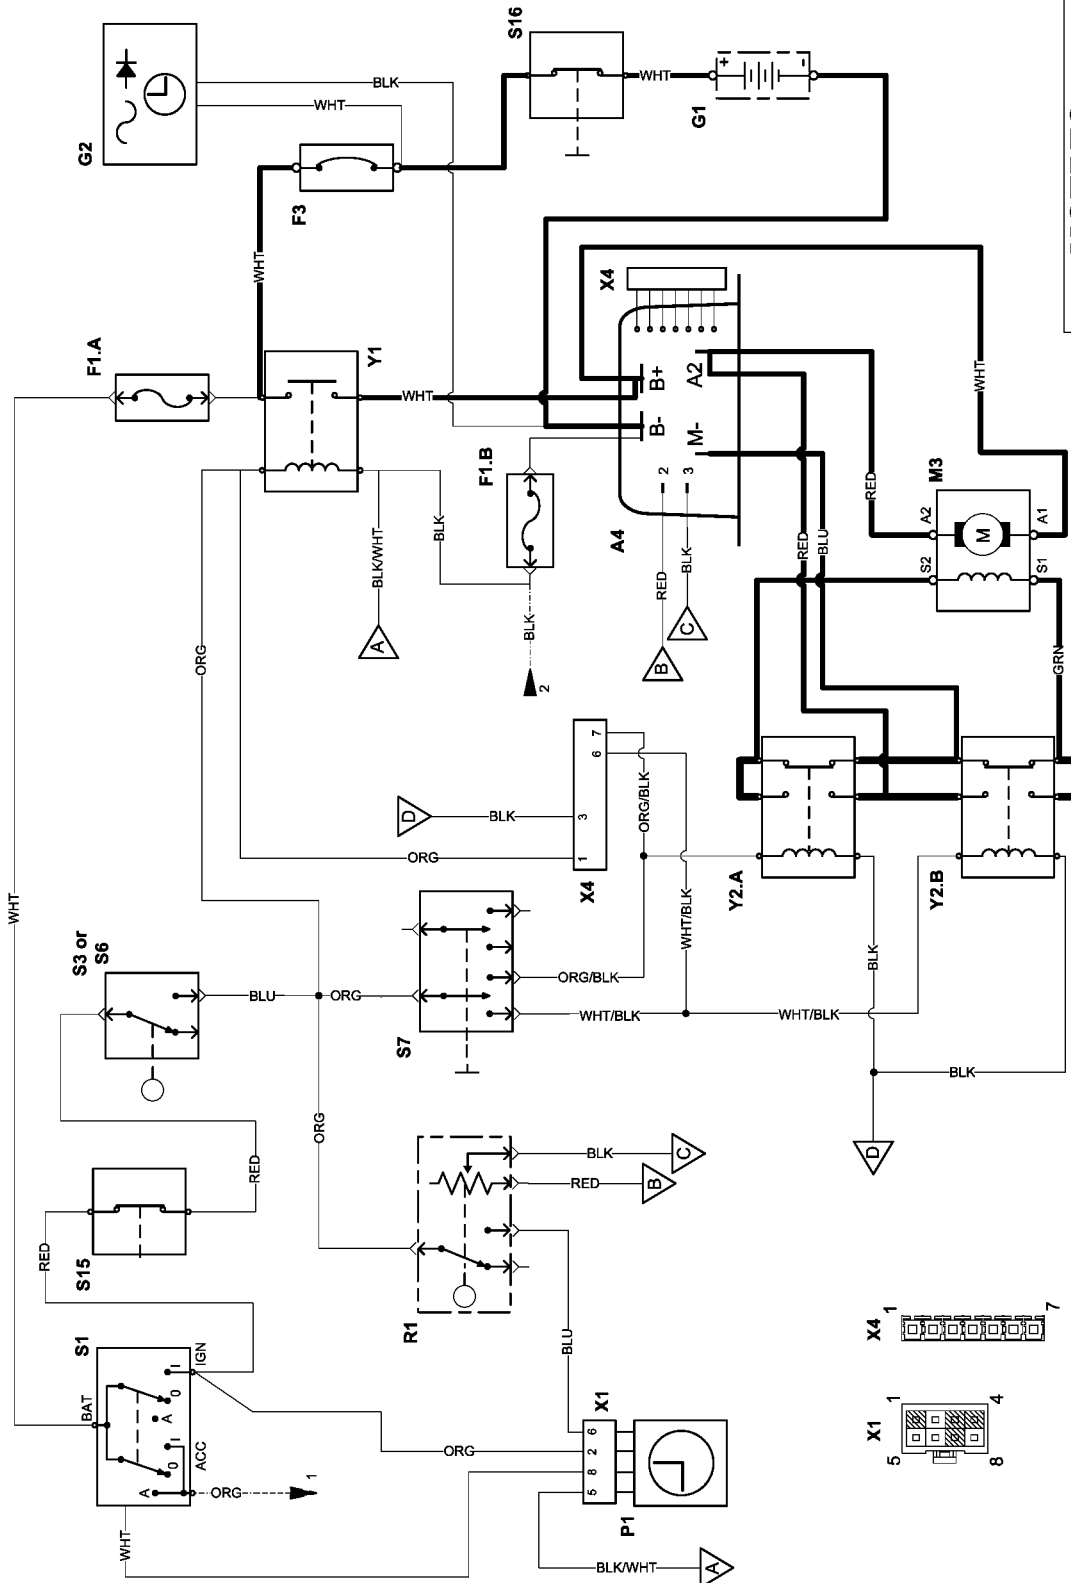 G2
BLK
WHT
S16
WHT
G1
+
-
F3
WHT
F1.A
Y1
WHT
X4
B+
A2
B-
M-
2
3
A4
F1.B
BLK/WHT
BLK
A
BLK
2
RED
BLK
B
C
RED
BLU
RED
WHT
M3
A2
A1
S2
S1
M
GRN
ORG
WHT
S3 or
S6
BLU
ORG
S7
D
BLK
ORG
1
3
6
7
X4
ORG/BLK
WHT/BLK
ORG/BLK
WHT/BLK
WHT/BLK
Y2.A
Y2.B
BLK
BLK
D
ORG
RED
S15
RED
R1
BLK
C
RED
B
BLU
S1
BAT
IGN
ACC
A
0
I
A
0
I
ORG
1
WHT
ORG
X1
5
8
2
6
P1
BLK/WHT
A
X1
5
1
8
4
X4
1
7